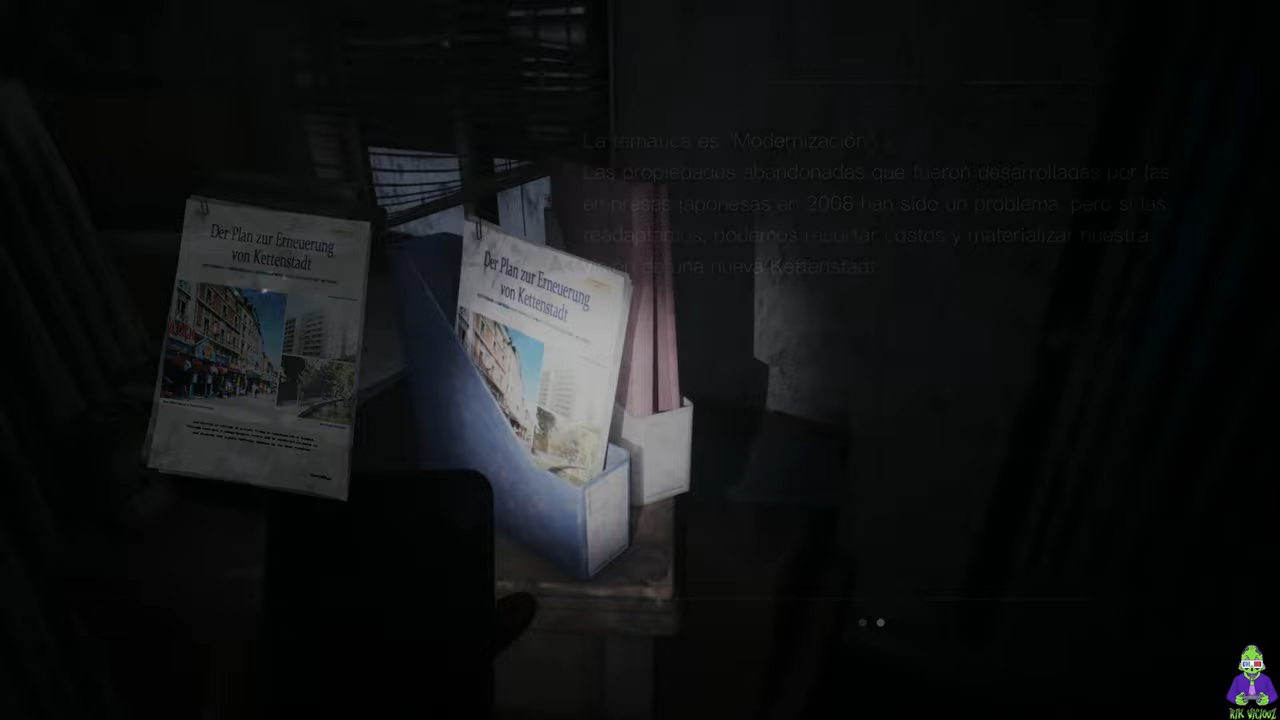 La temática es "Modernización".
Las propiedades abandonadas que fueron desarrolladas por las
empresas japonesas en 2008 han sido un problema, pero si las
readaptamos, podemos recortar costos y materializar nuestra
visión de una nueva Kettenstadt.
Der Plan zur Erneuerung
von Kettenstadt
Der Plan zur Erneuerung
von Kettenstadt
RIK VICIOUZ